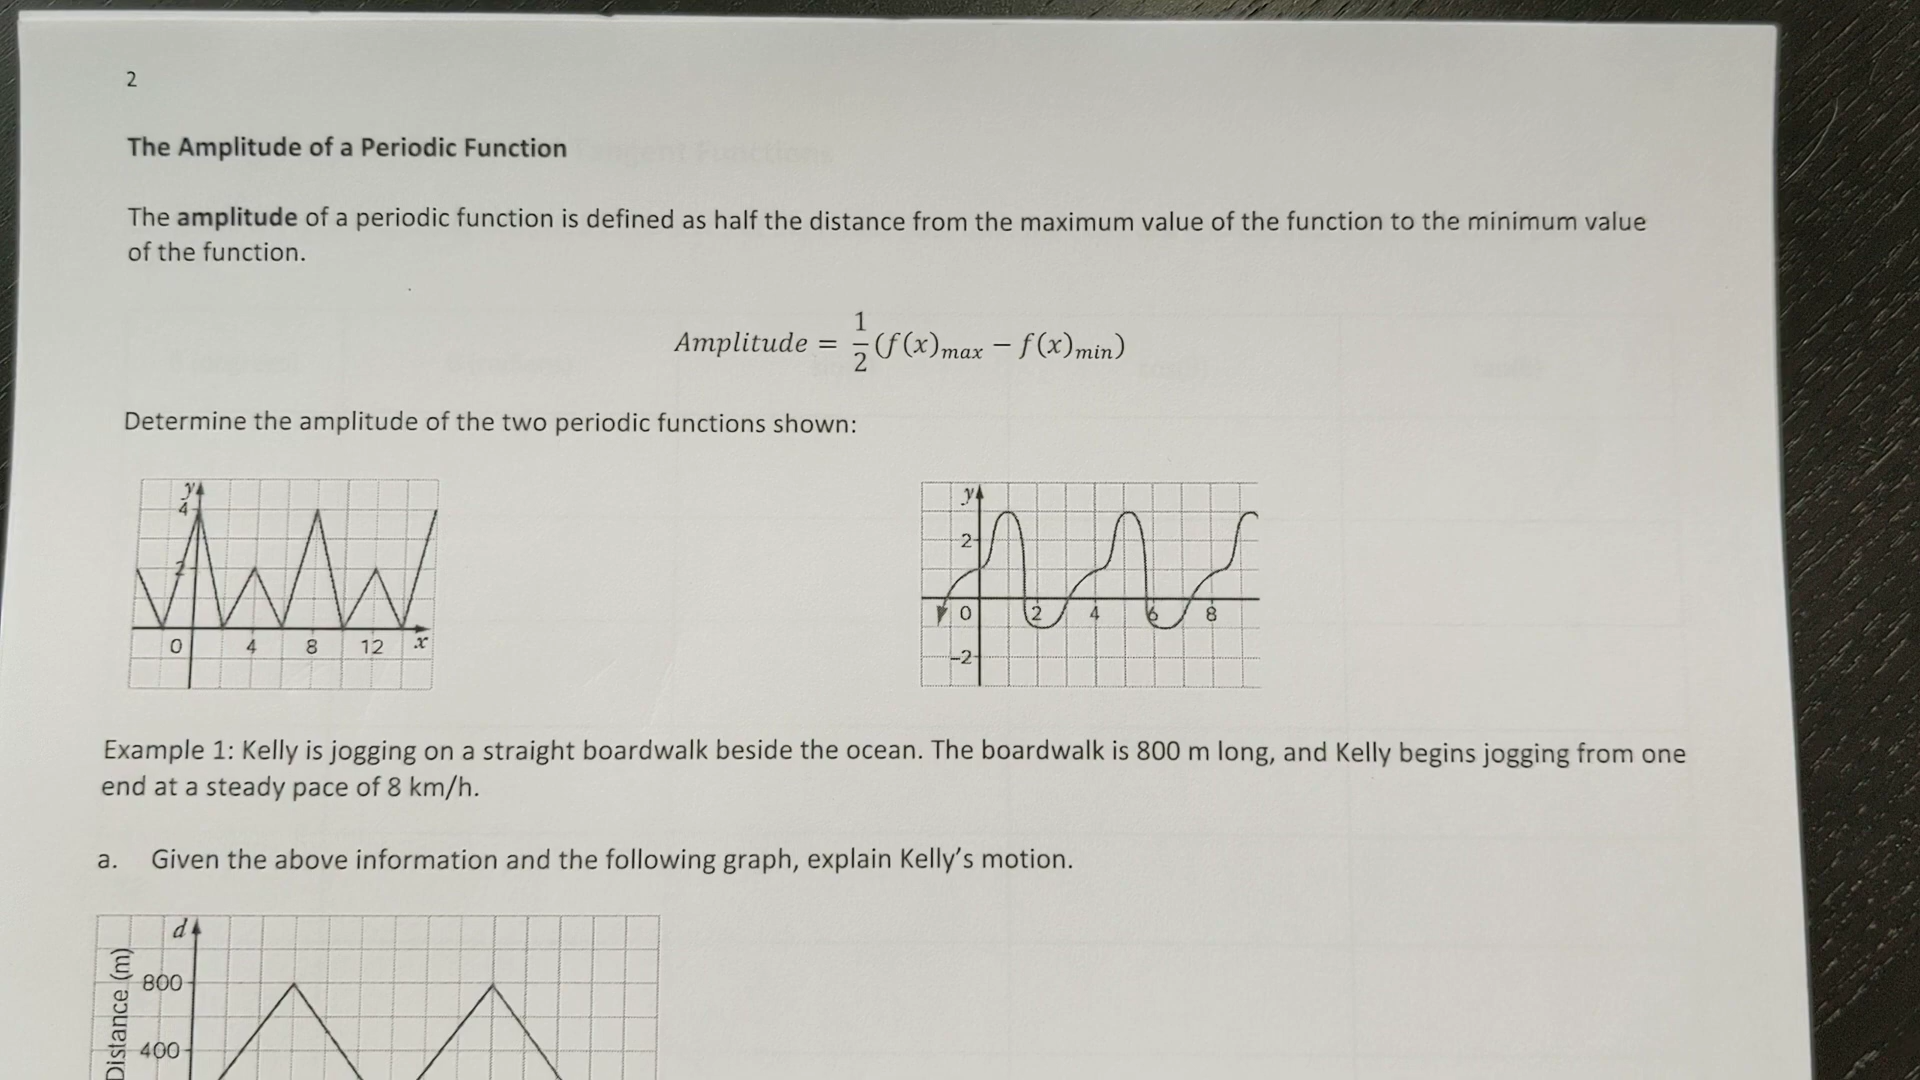 2
The Amplitude of a Periodic Function
The amplitude of a periodic function is defined as half the distance from the maximum value of the function to the minimum value
of the function.
Amplitude = 1/2 (f(x)max − f(x)min)
Determine the amplitude of the two periodic functions shown:
y
4
2
0 4 8 12 x
y
2
0 2 4 6 8
-2
Example 1: Kelly is jogging on a straight boardwalk beside the ocean. The boardwalk is 800 m long, and Kelly begins jogging from one
end at a steady pace of 8 km/h.
a. Given the above information and the following graph, explain Kelly's motion.
d
Distance (m)
800
400